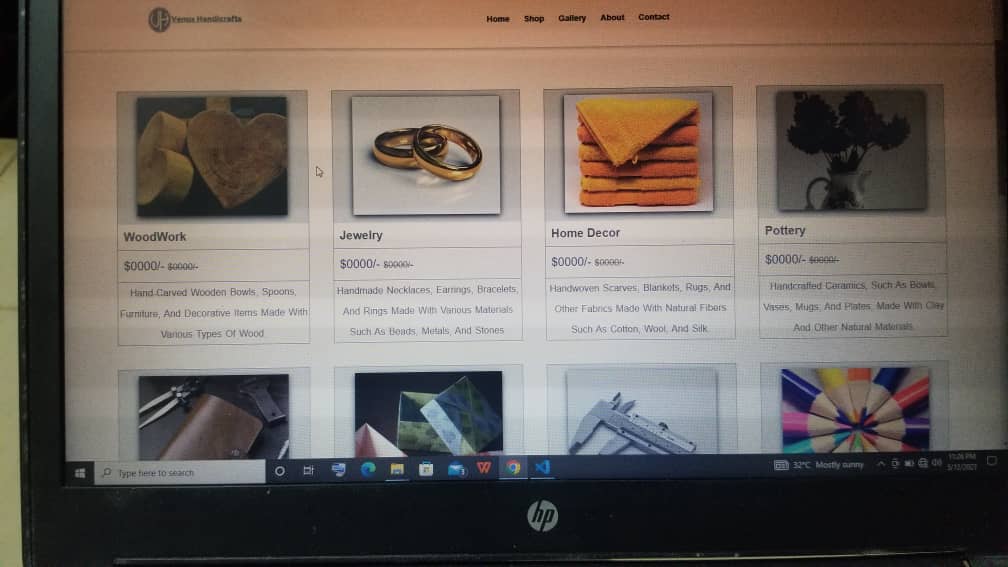 Venus Handicrafts
Home Shop Gallery About Contact
WoodWork
$0000/- $0000/-
Hand-Carved Wooden Bowls, Spoons,
Furniture, And Decorative Items Made With
Various Types Of Wood.
Jewelry
$0000/- $0000/-
Handmade Necklaces, Earrings, Bracelets,
And Rings Made With Various Materials
Such As Beads, Metals, And Stones
Home Decor
$0000/- $0000/-
Handwoven Scarves, Blankets, Rugs, And
Other Fabrics Made With Natural Fibers
Such As Cotton, Wool, And Silk.
Pottery
$0000/- $0000/-
Handcrafted Ceramics, Such As Bowls,
Vases, Mugs, And Plates, Made With Clay
And Other Natural Materials.
Type here to search
32°C Mostly sunny
11:26 PM
hp